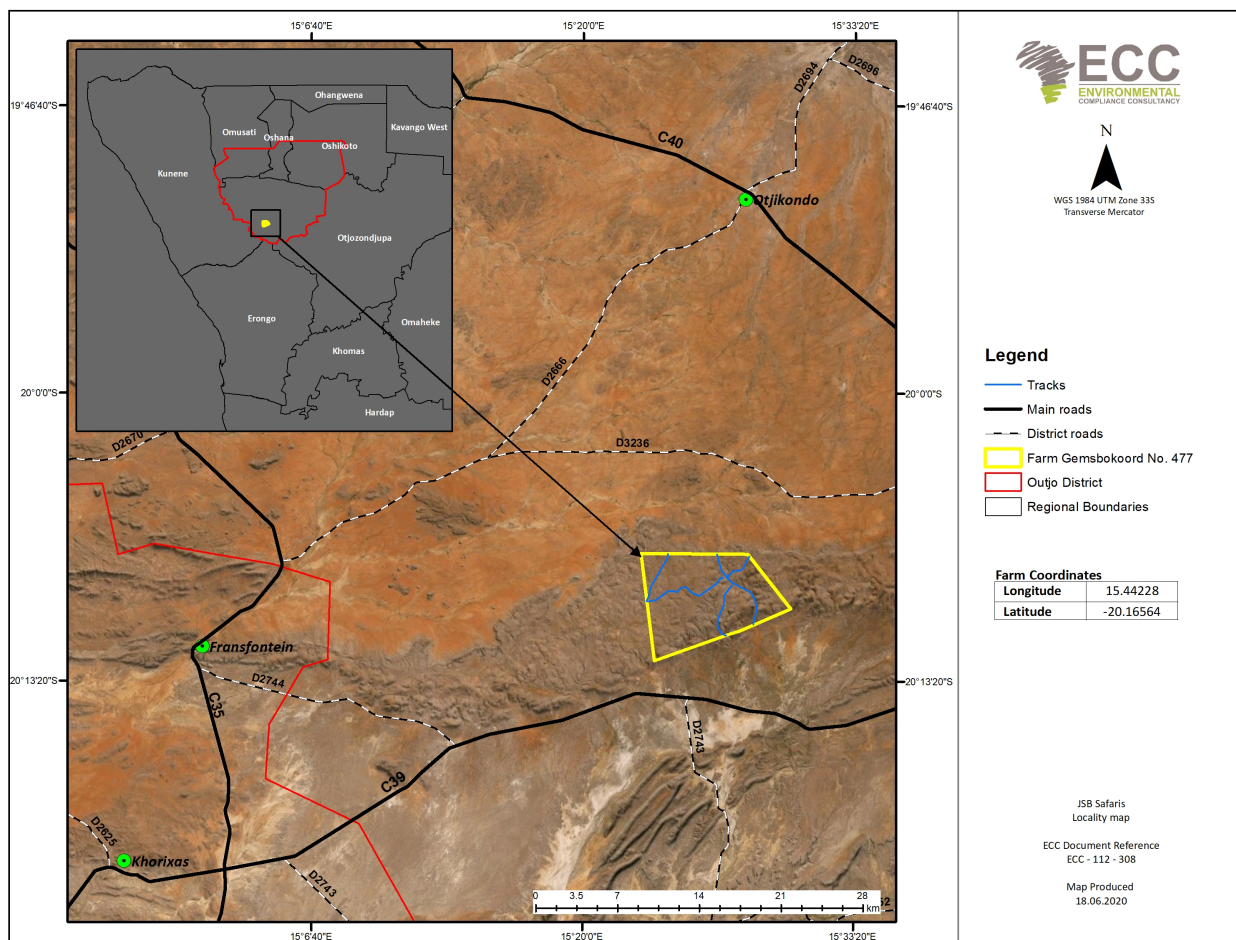 15°6'40"E
15°20'0"E
15°33'20"E
19°46'40"S
19°46'40"S
Ohangwena
Omusati
Oshana
Oshikoto
Kavango West
Kunene
Otjozondjupa
Erongo
Omaheke
Khomas
Hardap
D2694
D2696
C40
Otjikondo
D2666
20°0'0"S
20°0'0"S
D2670
D3236
Fransfontein
D2744
20°13'20"S
20°13'20"S
C35
D2743
C39
D2625
Khorixas
D2743
0 3.5 7 14 21 28
km
15°6'40"E
15°20'0"E
15°33'20"E
ECC
ENVIRONMENTAL
COMPLIANCE CONSULTANCY
N
WGS 1984 UTM Zone 33S
Transverse Mercator
Legend
Tracks
Main roads
District roads
Farm Gemsbokoord No. 477
Outjo District
Regional Boundaries
Farm Coordinates
Longitude 15.44228
Latitude -20.16564
JSB Safaris
Locality map
ECC Document Reference
ECC - 112 - 308
Map Produced
18.06.2020